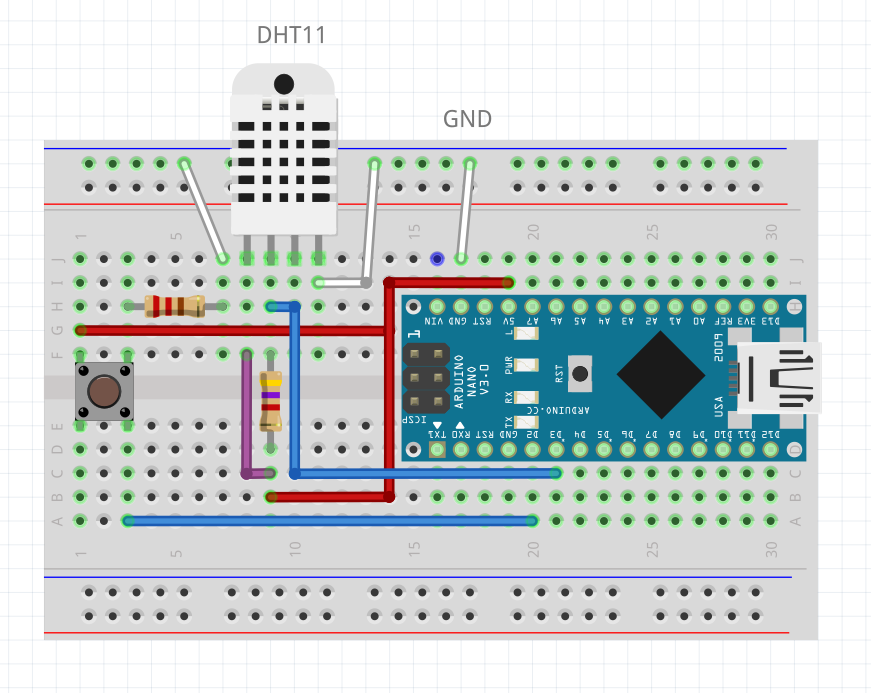 DHT11
GND
1
5
15
20
25
30
J
J
I
I
H
H
G
F
VIN
GND
RST
5V
A7
A6
A5
A4
A3
A2
A1
A0
REF
3V3
D13
1
L
PWR
RX
TX
RST
ARDUINO
NANO
V3.0
ICSP
ARDUINO.CC
USA
TX1
RX0
RST
GND
D2
D3
D4
D5
D6
D7
D8
D9
D10
D11
D12
E
D
D
C
C
B
B
A
A
1
5
10
15
20
25
30